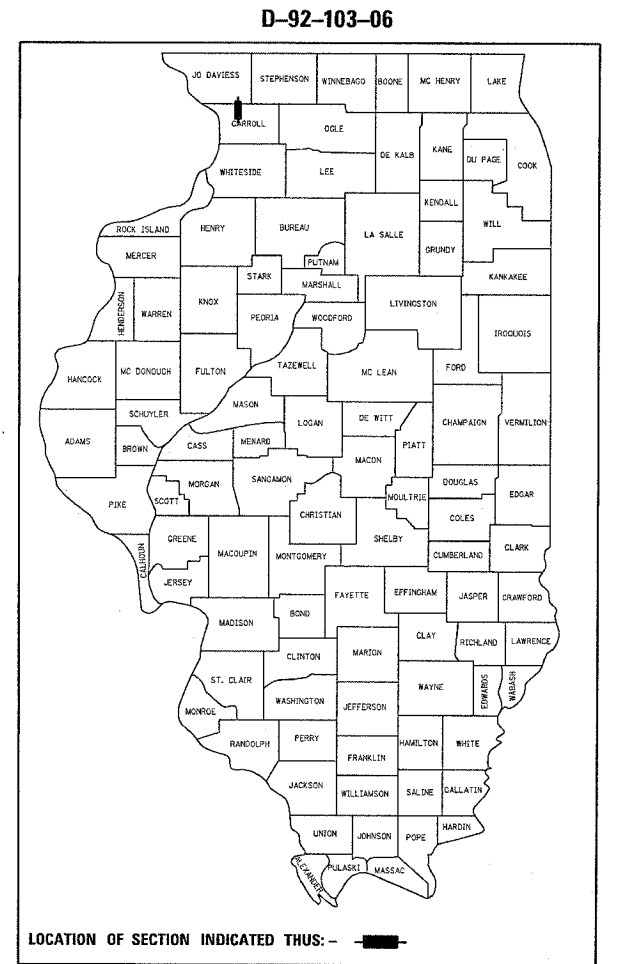 D-92-103-06
JO DAVIESS STEPHENSON WINNEBAGO BOONE MC HENRY LAKE
CARROLL OGLE DE KALB KANE DU PAGE COOK
WHITESIDE LEE
KENDALL WILL
ROCK ISLAND HENRY BUREAU LA SALLE GRUNDY
MERCER PUTNAM KANKAKEE
STARK MARSHALL
HENDERSON WARREN KNOX PEORIA WOODFORD LIVINGSTON IROQUOIS
HANCOCK MC DONOUCH FULTON TAZEWELL MC LEAN FORD
SCHUYLER MASON LOGAN DE WITT CHAMPAIGN VERMILION
ADAMS BROWN CASS MENARD MACON PIATT
PIKE SCOTT MORGAN SANGAMON CHRISTIAN MOULTRIE DOUGLAS EDGAR
COLES
CALHOUN GREENE MACOUPIN MONTGOMERY SHELBY CUMBERLAND CLARK
JERSEY FAYETTE EFFINGHAM JASPER CRAWFORD
MADISON BOND CLAY RICHLAND LAWRENCE
CLINTON MARION
ST. CLAIR WASHINGTON JEFFERSON WAYNE EDWARDS WABASH
MONROE
RANDOLPH PERRY FRANKLIN HAMILTON WHITE
JACKSON WILLIAMSON SALINE GALLATIN
UNION JOHNSON POPE HARDIN
ALEXANDER PULASKI MASSAC
LOCATION OF SECTION INDICATED THUS: -